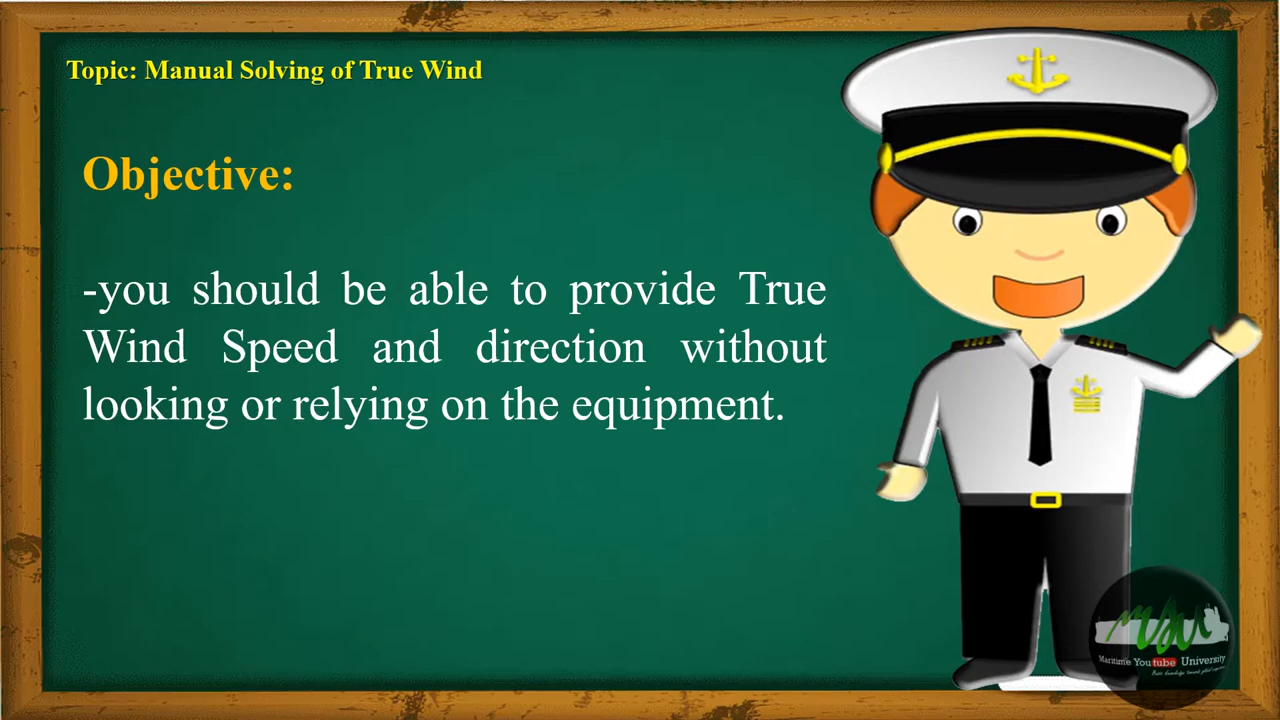 Topic: Manual Solving of True Wind
Objective:
-you should be able to provide True
Wind Speed and direction without
looking or relying on the equipment.
Maritime YouTube University